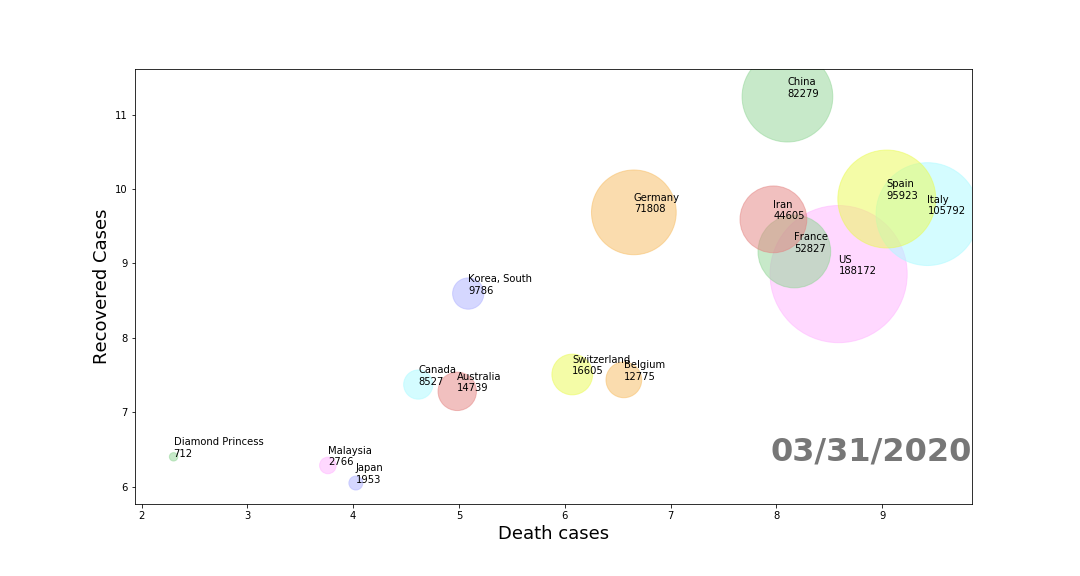 China
82279
11
Spain
95923
Italy
105792
10
Germany
71808
Iran
44605
France
52827
US
188172
9
Korea, South
9786
8
Switzerland
16605
Belgium
12775
Canada
8527
Australia
14739
7
Diamond Princess
712
Malaysia
2766
Japan
1953
03/31/2020
6
Recovered Cases
2 3 4 5 6 7 8 9
Death cases